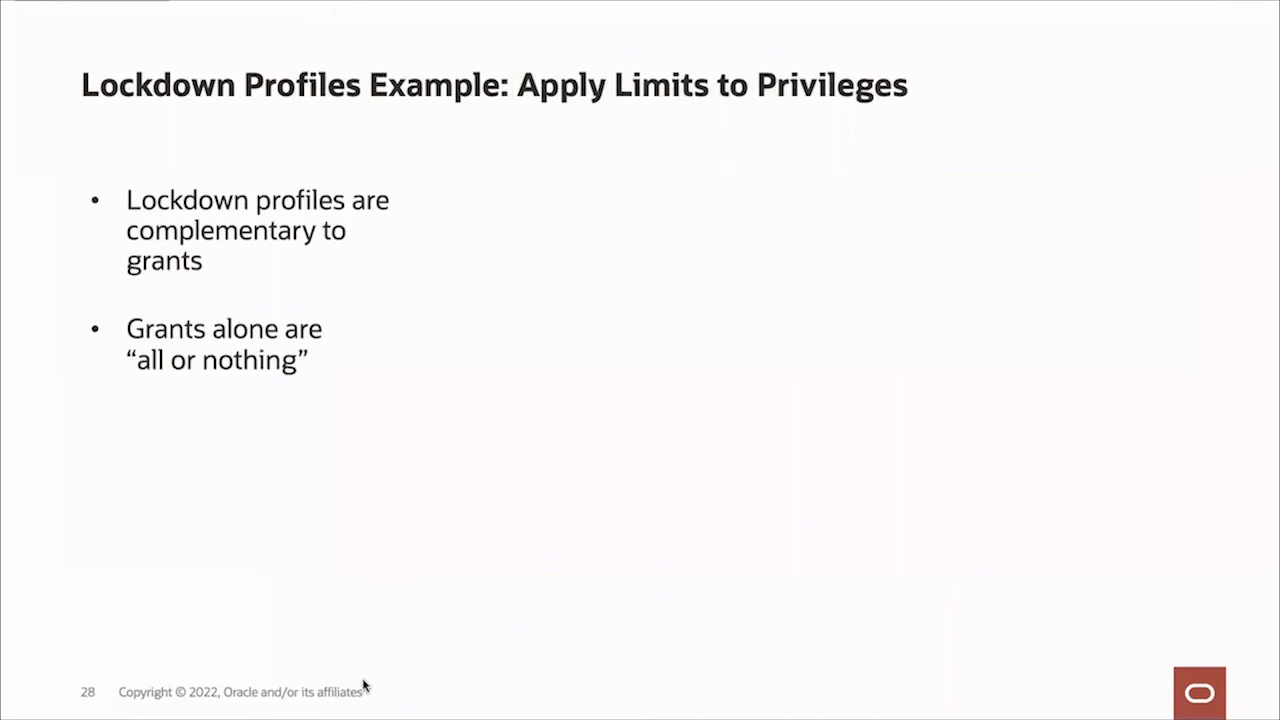 Lockdown Profiles Example: Apply Limits to Privileges
• Lockdown profiles are
complementary to
grants
• Grants alone are
“all or nothing”
28 Copyright © 2022, Oracle and/or its affiliates